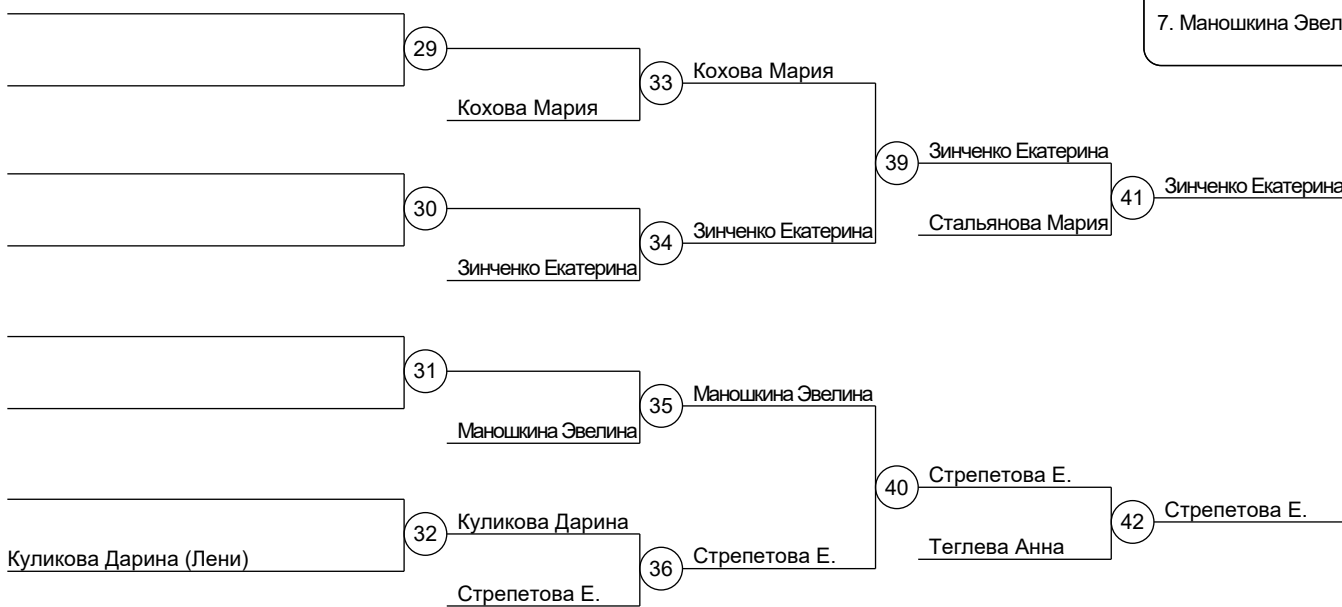 7. Маношкина Эвел
29
33 Кохова Мария
Кохова Мария
39 Зинченко Екатерина
41 Зинченко Екатерина
30
34 Зинченко Екатерина
Стальянова Мария
Зинченко Екатерина
31
35 Маношкина Эвелина
Маношкина Эвелина
40 Стрепетова Е.
42 Стрепетова Е.
32 Куликова Дарина
Теглева Анна
Куликова Дарина (Лени)
36 Стрепетова Е.
Стрепетова Е.